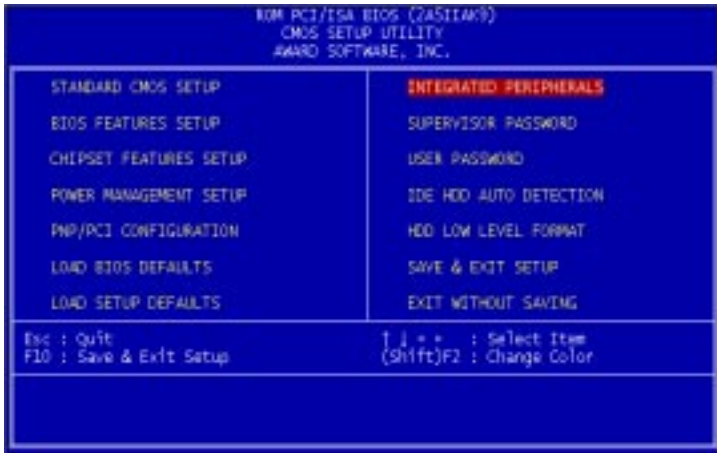 ROM PCI/ISA BIOS (2A5IIAK9)
CMOS SETUP UTILITY
AWARD SOFTWARE, INC.
STANDARD CMOS SETUP
BIOS FEATURES SETUP
CHIPSET FEATURES SETUP
POWER MANAGEMENT SETUP
PNP/PCI CONFIGURATION
LOAD BIOS DEFAULTS
LOAD SETUP DEFAULTS
INTEGRATED PERIPHERALS
SUPERVISOR PASSWORD
USER PASSWORD
IDE HDD AUTO DETECTION
HDD LOW LEVEL FORMAT
SAVE & EXIT SETUP
EXIT WITHOUT SAVING
Esc : Quit
F10 : Save & Exit Setup
↑ ↓ → ← : Select Item
(Shift)F2 : Change Color